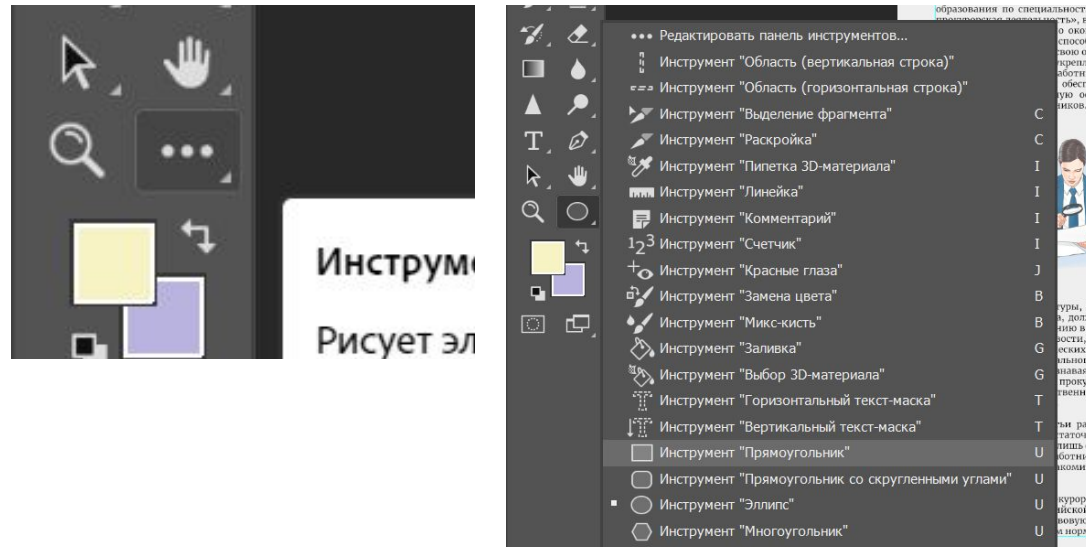 Инструм
Рисует эл
образования по специальност
••• Редактировать панель инструментов...
Инструмент "Область (вертикальная строка)"
Инструмент "Область (горизонтальная строка)"
Инструмент "Выделение фрагмента" C
Инструмент "Раскройка" C
Инструмент "Пипетка 3D-материала" I
Инструмент "Линейка" I
Инструмент "Комментарий" I
Инструмент "Счетчик" I
Инструмент "Красные глаза" J
Инструмент "Замена цвета" B
Инструмент "Микс-кисть" B
Инструмент "Заливка" G
Инструмент "Выбор 3D-материала" G
Инструмент "Горизонтальный текст-маска" T
Инструмент "Вертикальный текст-маска" T
Инструмент "Прямоугольник" U
Инструмент "Прямоугольник со скругленными углами" U
Инструмент "Эллипс" U
Инструмент "Многоугольник" U